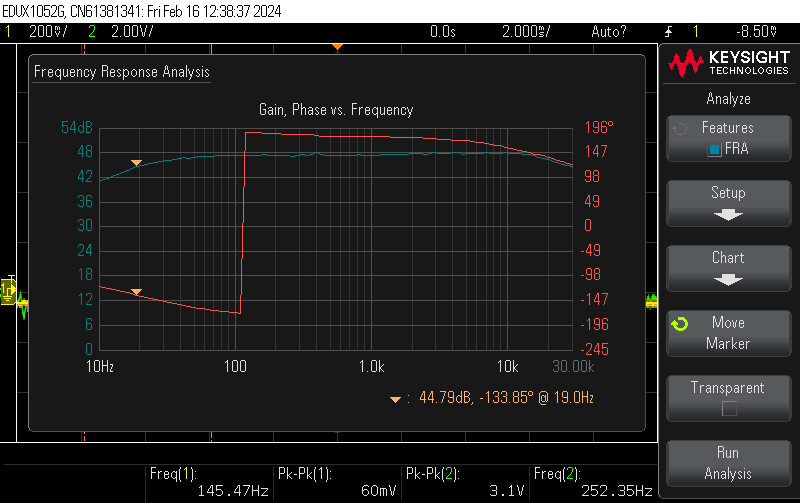 EDUX1052G, CN61381341: Fri Feb 16 12:38:37 2024
1 200mV/ 2 2.00V/ 0.0s 2.000s/ Auto? 1 -8.50V
KEYSIGHT
TECHNOLOGIES
Frequency Response Analysis
Analyze
Gain, Phase vs. Frequency
Features
FRA
54dB 196°
48 147
42 98
36 49
30 0
24 -49
18 -98
12 -147
6 -196
0 -245
10Hz 100 1.0k 10k 30.00k
: 44.79dB, -133.85° @ 19.0Hz
Setup
Chart
Move
Marker
Transparent
Run
Analysis
Freq(1): Pk-Pk(1): Pk-Pk(2): Freq(2):
145.47Hz 60mV 3.1V 252.35Hz